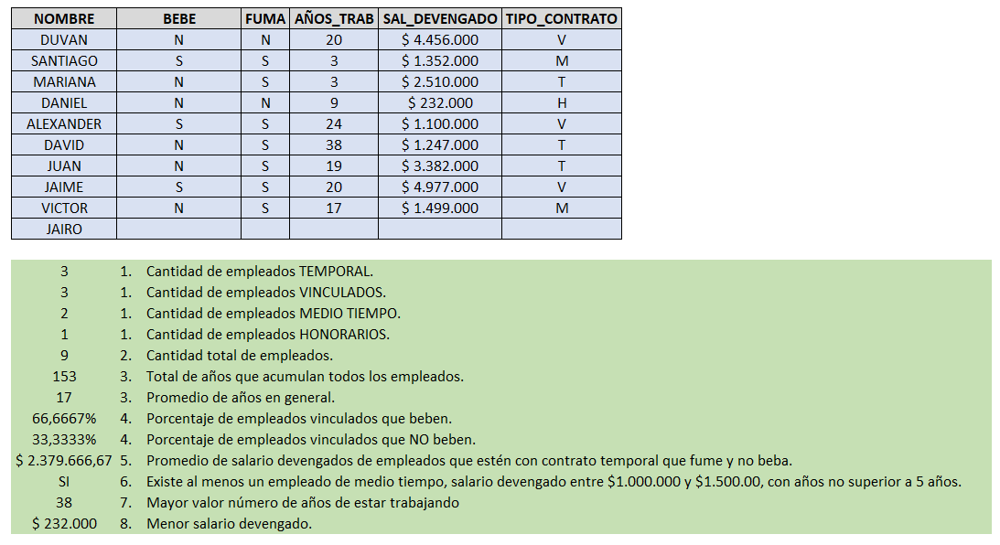 NOMBRE BEBE FUMA AÑOS_TRAB SAL_DEVENGADO TIPO_CONTRATO
DUVAN N N 20 $ 4.456.000 V
SANTIAGO S S 3 $ 1.352.000 M
MARIANA N S 3 $ 2.510.000 T
DANIEL N N 9 $ 232.000 H
ALEXANDER S S 24 $ 1.100.000 V
DAVID N S 38 $ 1.247.000 T
JUAN N S 19 $ 3.382.000 T
JAIME S S 20 $ 4.977.000 V
VICTOR N S 17 $ 1.499.000 M
JAIRO
3 1. Cantidad de empleados TEMPORAL.
3 1. Cantidad de empleados VINCULADOS.
2 1. Cantidad de empleados MEDIO TIEMPO.
1 1. Cantidad de empleados HONORARIOS.
9 2. Cantidad total de empleados.
153 3. Total de años que acumulan todos los empleados.
17 3. Promedio de años en general.
66,6667% 4. Porcentaje de empleados vinculados que beben.
33,3333% 4. Porcentaje de empleados vinculados que NO beben.
$ 2.379.666,67 5. Promedio de salario devengados de empleados que estén con contrato temporal que fume y no beba.
SI 6. Existe al menos un empleado de medio tiempo, salario devengado entre $1.000.000 y $1.500.00, con años no superior a 5 años.
38 7. Mayor valor número de años de estar trabajando
$ 232.000 8. Menor salario devengado.